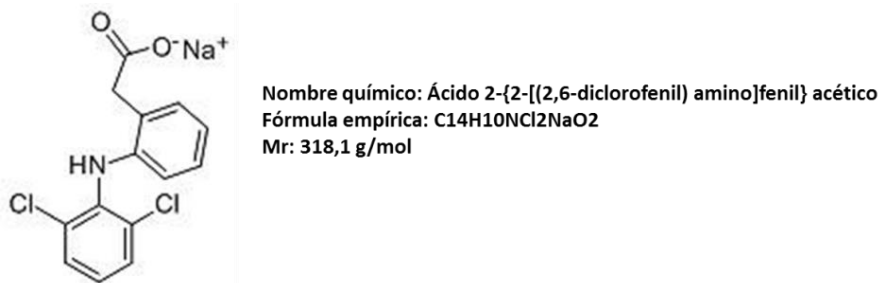 O
O⁻Na⁺
Nombre químico: Ácido 2-{2-[(2,6-diclorofenil) amino]fenil} acético
Fórmula empírica: C14H10NCl2NaO2
Mr: 318,1 g/mol
HN
Cl
Cl